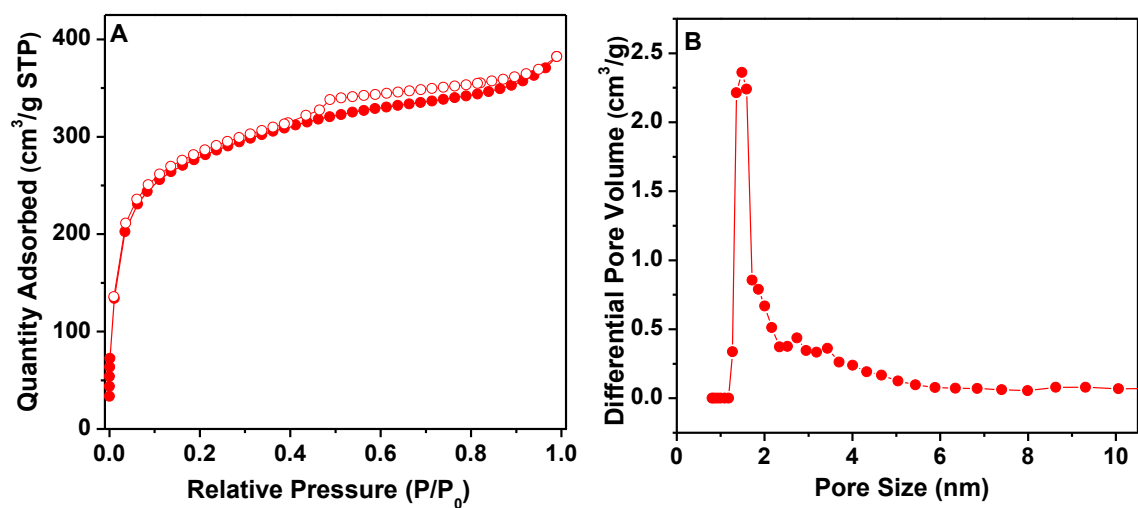 A
Quantity Adsorbed (cm³/g STP)
400
300
200
100
0
0.0 0.2 0.4 0.6 0.8 1.0
Relative Pressure (P/P₀)
B
Differential Pore Volume (cm³/g)
2.5
2.0
1.5
1.0
0.5
0.0
0 2 4 6 8 10
Pore Size (nm)